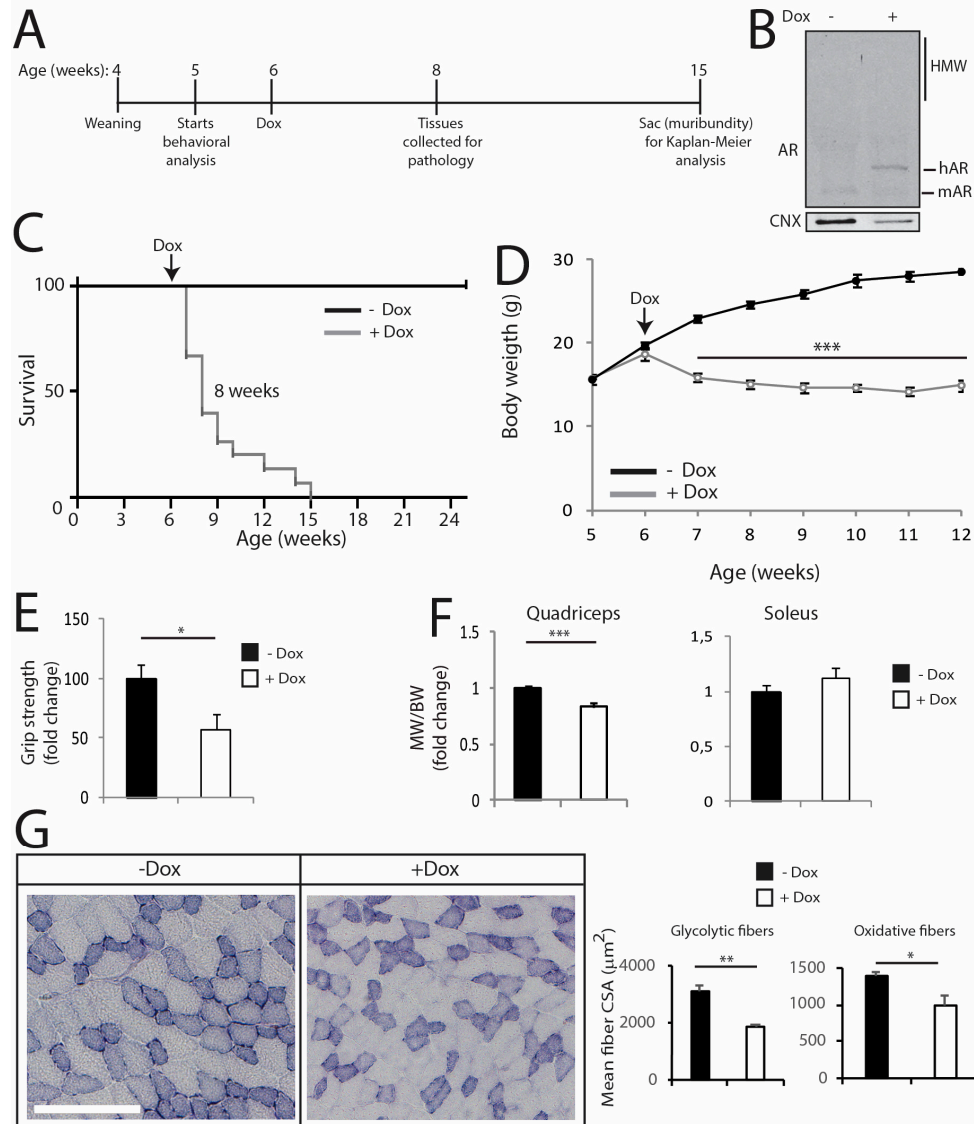 A
Age (weeks): 4 5 6 8 15
Weaning
Starts
behavioral
analysis
Dox
Tissues
collected for
pathology
Sac (muribundity)
for Kaplan-Meier
analysis
B
Dox - +
HMW
AR
hAR
mAR
CNX
C
Dox
100
50
0
Survival
- Dox
+ Dox
8 weeks
0 3 6 9 12 15 18 21 24
Age (weeks)
D
30
20
10
0
Body weigth (g)
Dox
***
- Dox
+ Dox
5 6 7 8 9 10 11 12
Age (weeks)
E
150
100
50
0
Grip strength
(fold change)
*
- Dox
+ Dox
F
Quadriceps
1.5
1
0.5
0
MW/BW
(fold change)
***
Soleus
1,5
1
0,5
0
- Dox
+ Dox
G
-Dox
+Dox
- Dox
+ Dox
Mean fiber CSA (μm2)
Glycolytic fibers
4000
2000
0
**
Oxidative fibers
1500
1000
500
0
*